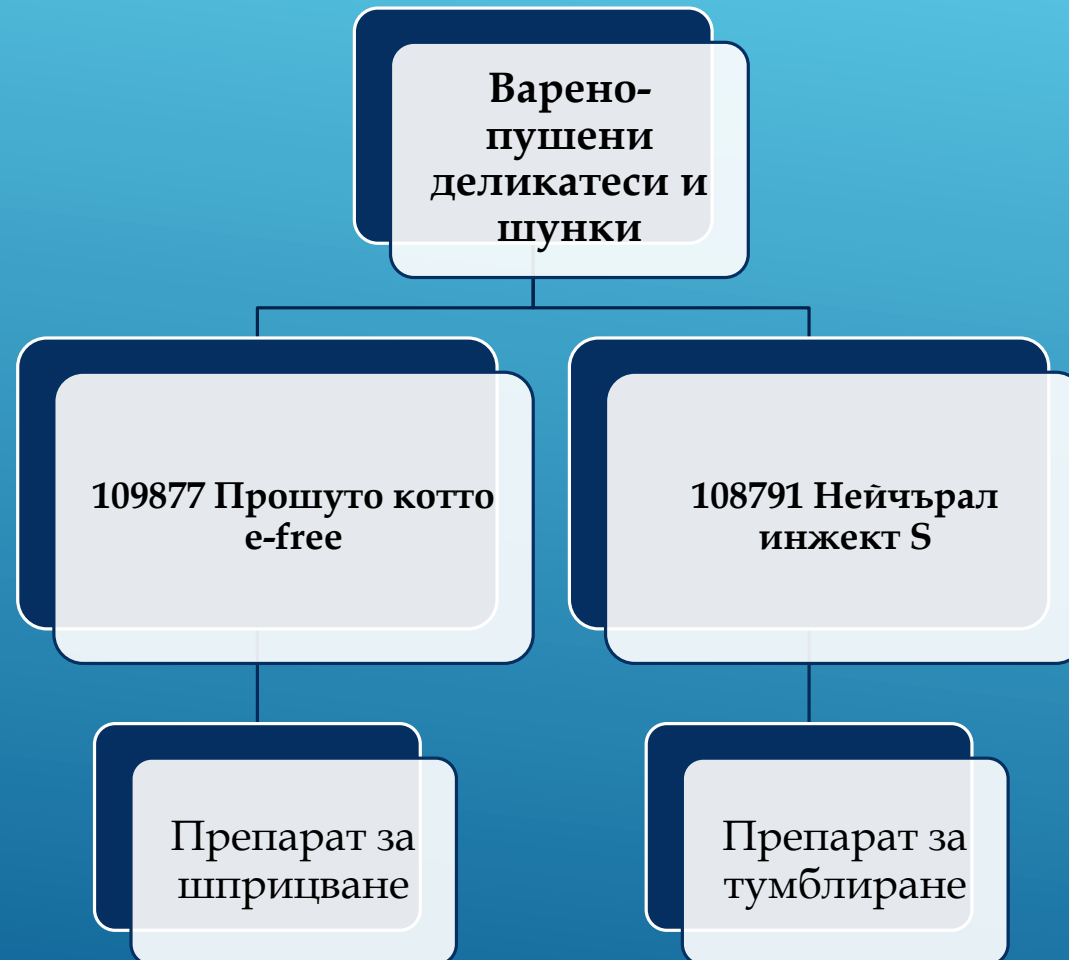 Варено-
пушени
деликатеси и
шунки
109877 Прошуто котто
e-free
108791 Нейчърал
инжект S
Препарат за
шприцване
Препарат за
тумблиране